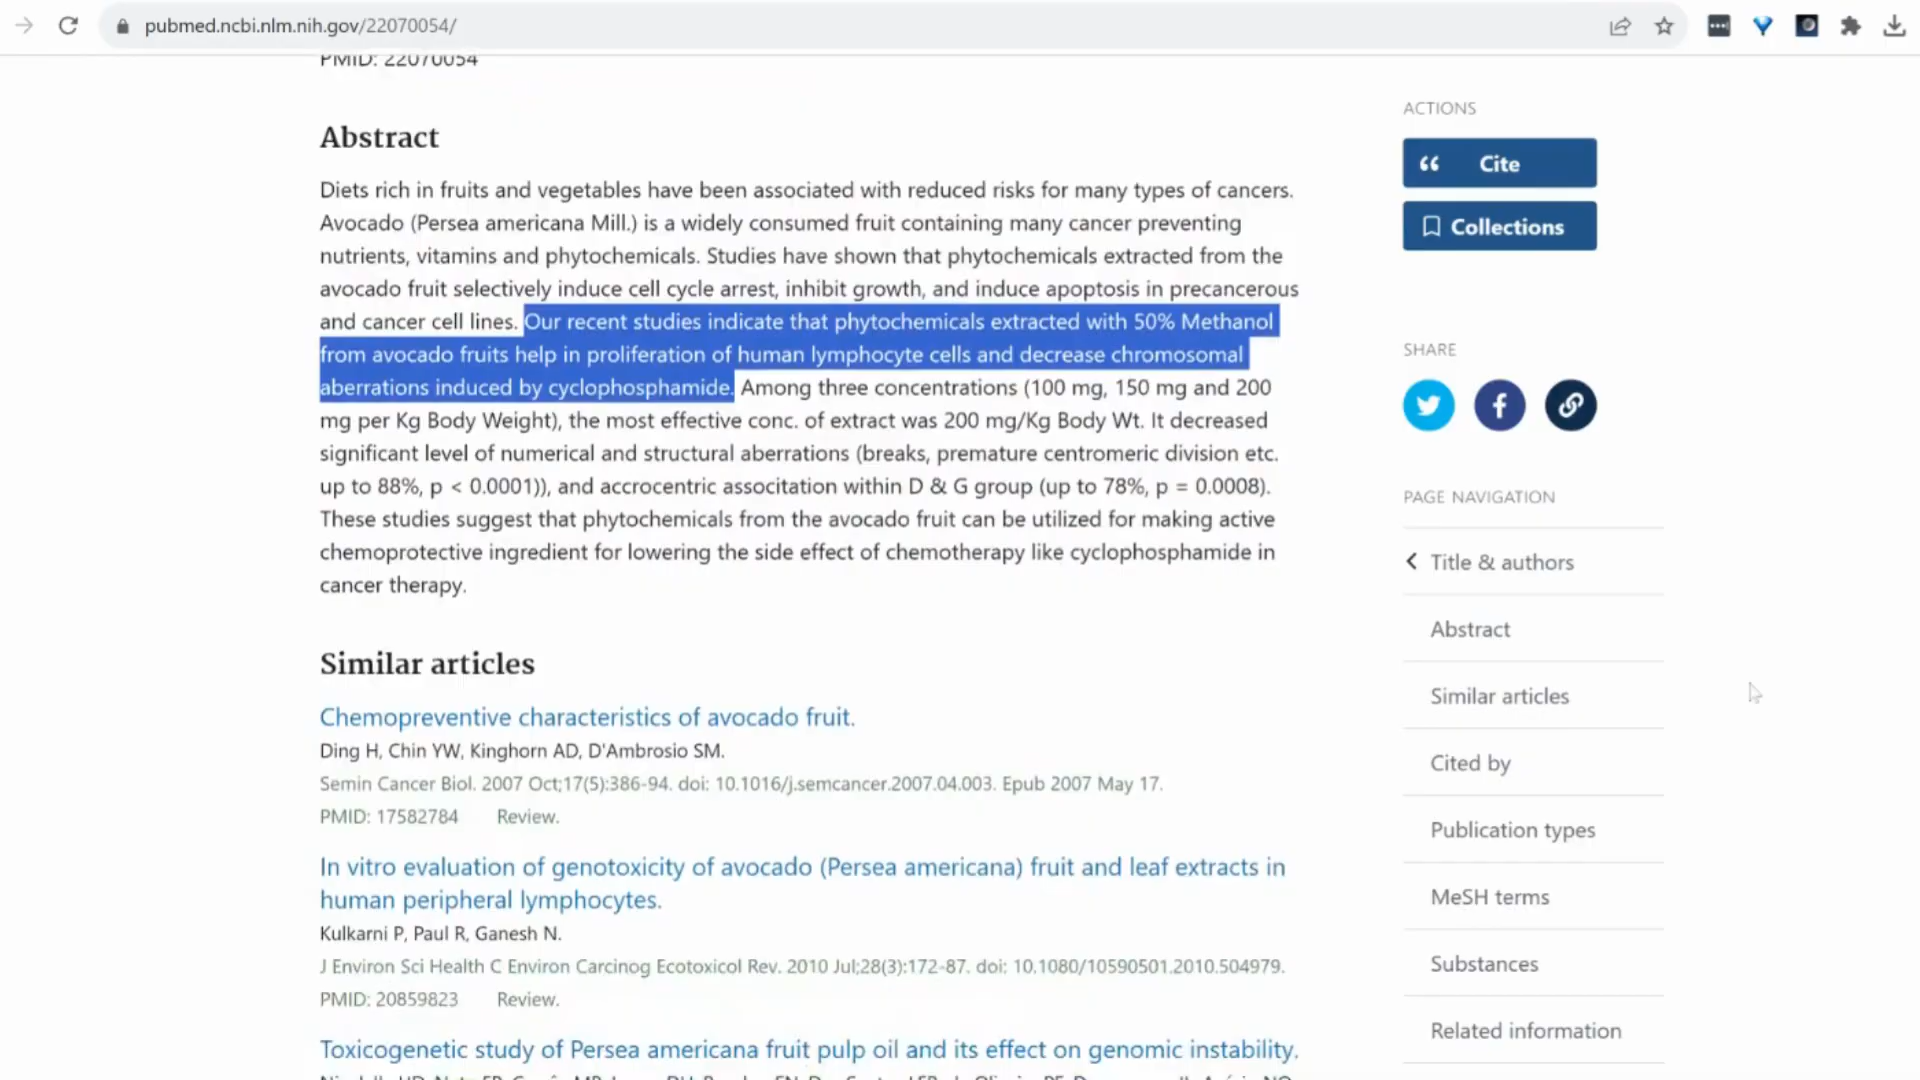 pubmed.ncbi.nlm.nih.gov/22070054/
PMID: 22070054
Abstract
Diets rich in fruits and vegetables have been associated with reduced risks for many types of cancers.
Avocado (Persea americana Mill.) is a widely consumed fruit containing many cancer preventing
nutrients, vitamins and phytochemicals. Studies have shown that phytochemicals extracted from the
avocado fruit selectively induce cell cycle arrest, inhibit growth, and induce apoptosis in precancerous
and cancer cell lines. Our recent studies indicate that phytochemicals extracted with 50% Methanol
from avocado fruits help in proliferation of human lymphocyte cells and decrease chromosomal
aberrations induced by cyclophosphamide. Among three concentrations (100 mg, 150 mg and 200
mg per Kg Body Weight), the most effective conc. of extract was 200 mg/Kg Body Wt. It decreased
significant level of numerical and structural aberrations (breaks, premature centromeric division etc.
up to 88%, p < 0.0001)), and accrocentric associtation within D & G group (up to 78%, p = 0.0008).
These studies suggest that phytochemicals from the avocado fruit can be utilized for making active
chemoprotective ingredient for lowering the side effect of chemotherapy like cyclophosphamide in
cancer therapy.
Similar articles
Chemopreventive characteristics of avocado fruit.
Ding H, Chin YW, Kinghorn AD, D'Ambrosio SM.
Semin Cancer Biol. 2007 Oct;17(5):386-94. doi: 10.1016/j.semcancer.2007.04.003. Epub 2007 May 17.
PMID: 17582784 Review.
In vitro evaluation of genotoxicity of avocado (Persea americana) fruit and leaf extracts in
human peripheral lymphocytes.
Kulkarni P, Paul R, Ganesh N.
J Environ Sci Health C Environ Carcinog Ecotoxicol Rev. 2010 Jul;28(3):172-87. doi: 10.1080/10590501.2010.504979.
PMID: 20859823 Review.
Toxicogenetic study of Persea americana fruit pulp oil and its effect on genomic instability.
ACTIONS
Cite
Collections
SHARE
PAGE NAVIGATION
Title & authors
Abstract
Similar articles
Cited by
Publication types
MeSH terms
Substances
Related information